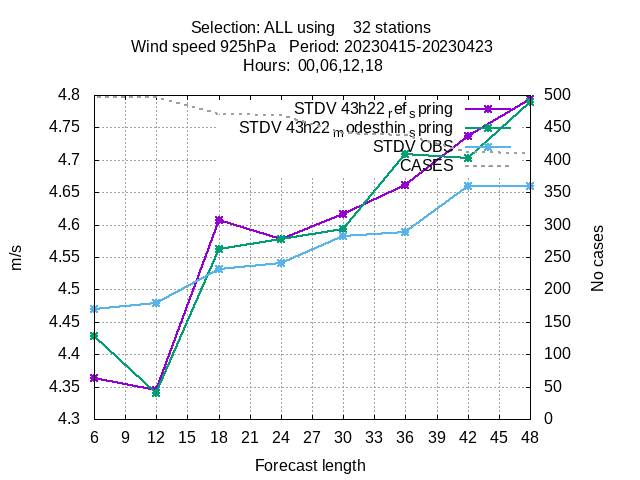 Selection: ALL using    32 stations
Wind speed 925hPa   Period: 20230415-20230423
Hours: 00,06,12,18
4.8
500
STDV 43h22_ref_spring
4.75
STDV 43h22_modesthin_spring
450
STDV OBS
4.7
CASES
400
4.65
350
4.6
300
m/s
4.55
250
No cases
4.5
200
4.45
150
4.4
100
4.35
50
4.3
0
6 9 12 15 18 21 24 27 30 33 36 39 42 45 48
Forecast length